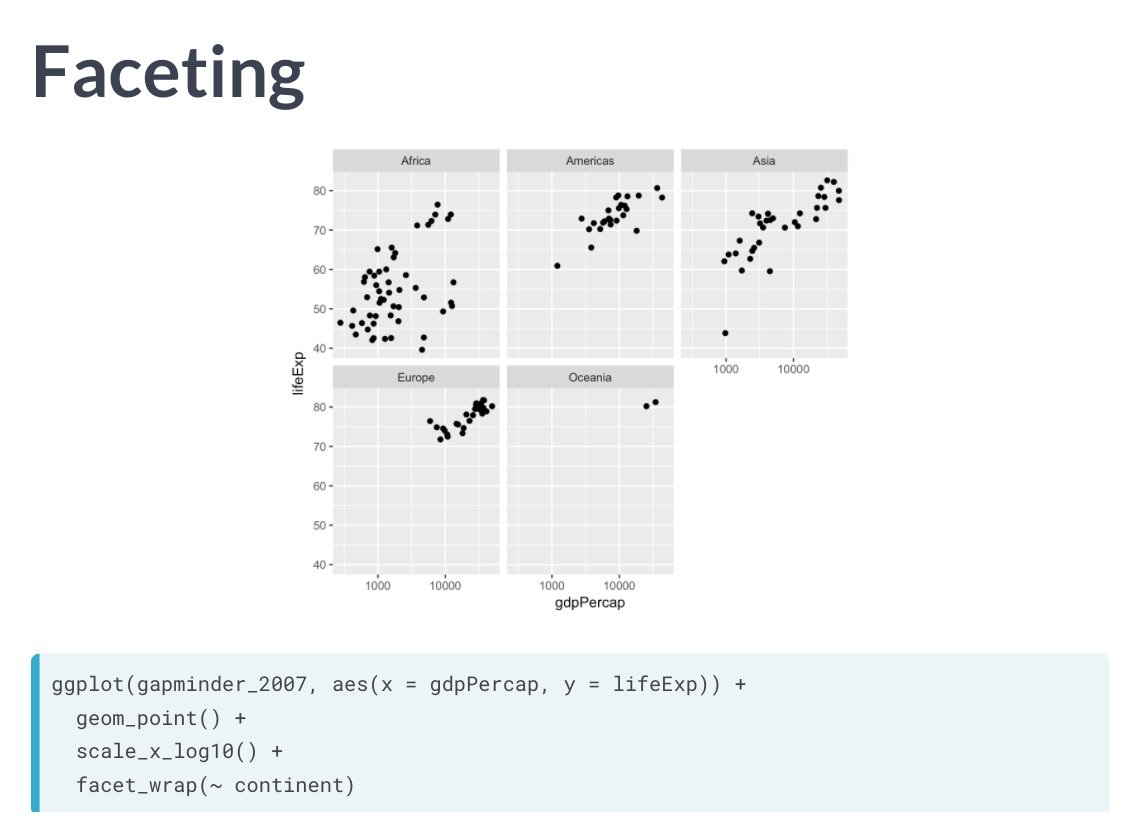 Faceting
Africa
Americas
Asia
80
70
60
50
40
1000
10000
lifeExp
Europe
Oceania
80
70
60
50
40
1000
10000
1000
10000
gdpPercap
ggplot(gapminder_2007, aes(x = gdpPercap, y = lifeExp)) +
  geom_point() +
  scale_x_log10() +
  facet_wrap(~ continent)